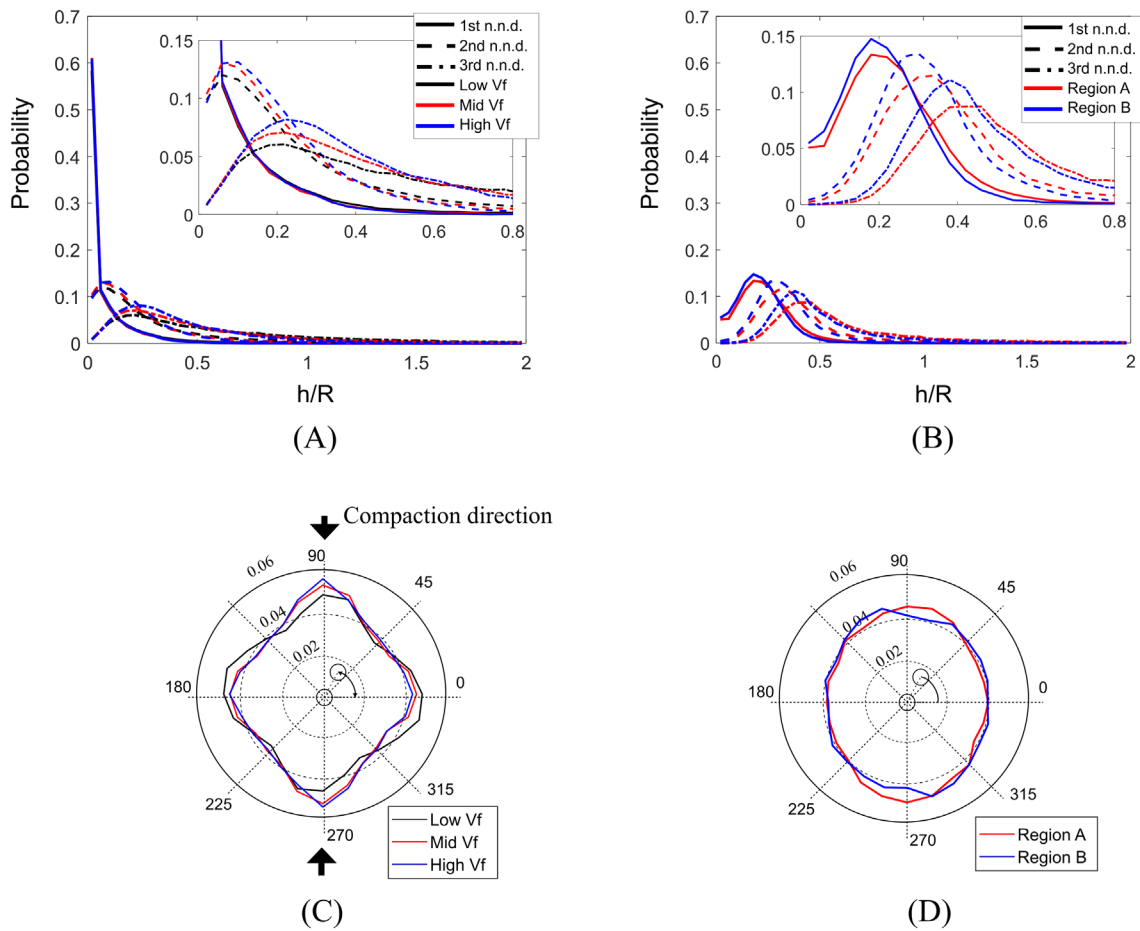 0.7
0.6
0.5
0.4
0.3
0.2
0.1
0
Probability
0
0.5
1
1.5
2
h/R
0.15
0.1
0.05
0
0
0.2
0.4
0.6
0.8
1st n.n.d.
2nd n.n.d.
3rd n.n.d.
Low Vf
Mid Vf
High Vf
(A)
0.7
0.6
0.5
0.4
0.3
0.2
0.1
0
Probability
0
0.5
1
1.5
2
h/R
0.15
0.1
0.05
0
0
0.2
0.4
0.6
0.8
1st n.n.d.
2nd n.n.d.
3rd n.n.d.
Region A
Region B
(B)
Compaction direction
90
45
0
315
270
225
180
0.06
0.04
0.02
Low Vf
Mid Vf
High Vf
(C)
90
45
0
315
270
225
180
0.06
0.04
0.02
Region A
Region B
(D)